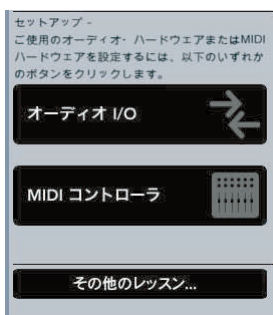 セットアップ -
ご使用のオーディオ・ハードウェアまたはMIDI
ハードウェアを設定するには、以下のいずれか
のボタンをクリックします。
オーディオ I/O
MIDI コントローラ
その他のレッスン...